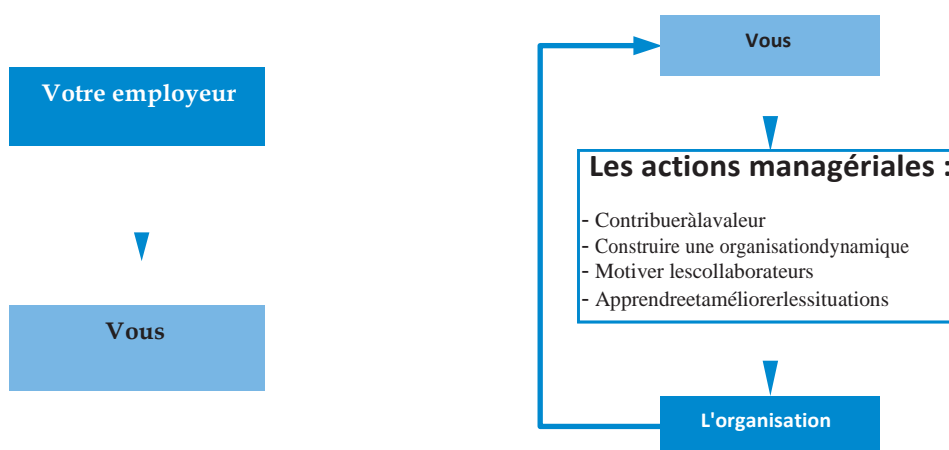 Votre employeur
Vous
Vous
Les actions managériales :
- Contribueràlavaleur
- Construire une organisationdynamique
- Motiver lescollaborateurs
- Apprendreetaméliorerlessituations
L'organisation